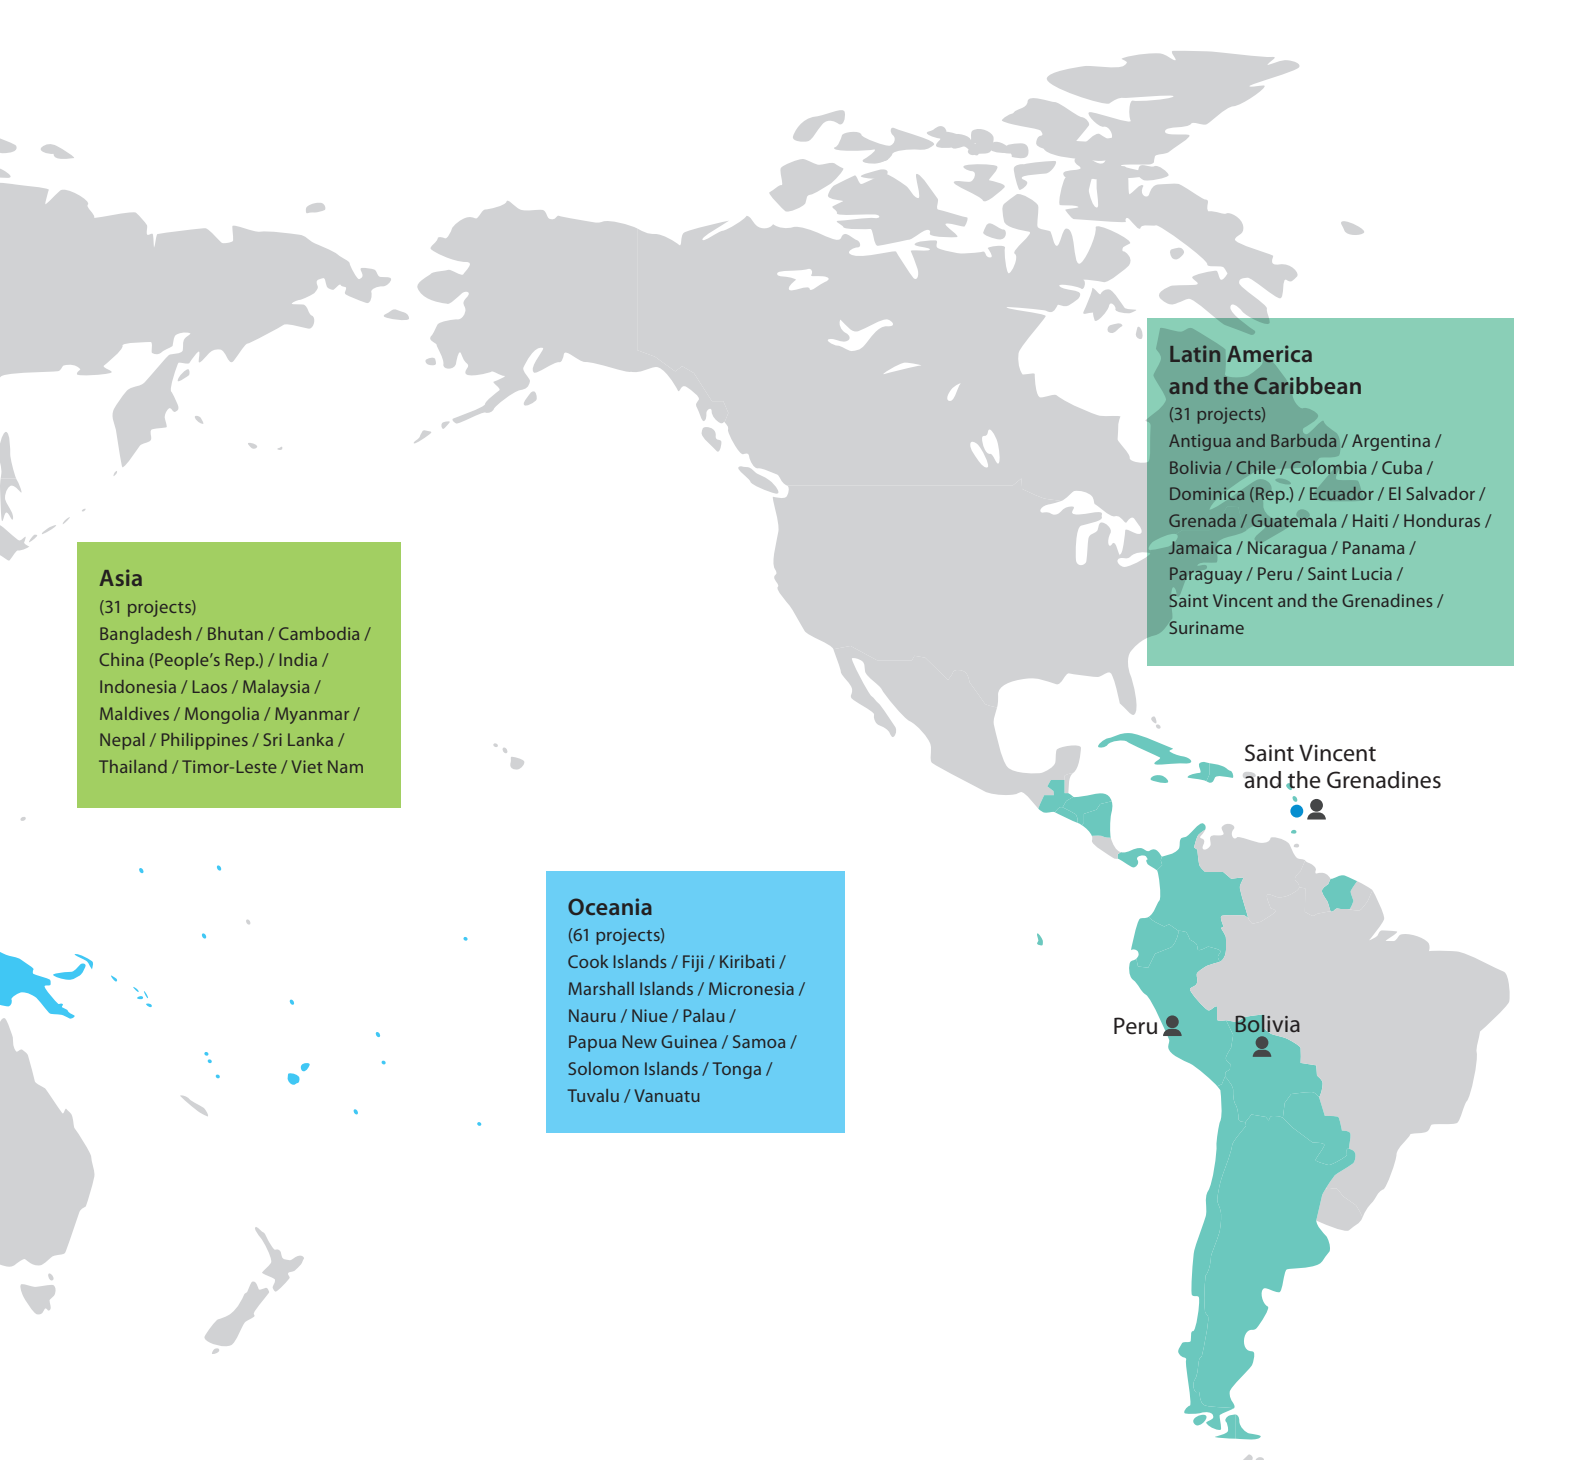 Latin America
and the Caribbean
(31 projects)
Antigua and Barbuda / Argentina /
Bolivia / Chile / Colombia / Cuba /
Dominica (Rep.) / Ecuador / El Salvador /
Grenada / Guatemala / Haiti / Honduras /
Jamaica / Nicaragua / Panama /
Paraguay / Peru / Saint Lucia /
Saint Vincent and the Grenadines /
Suriname
Asia
(31 projects)
Bangladesh / Bhutan / Cambodia /
China (People’s Rep.) / India /
Indonesia / Laos / Malaysia /
Maldives / Mongolia / Myanmar /
Nepal / Philippines / Sri Lanka /
Thailand / Timor-Leste / Viet Nam
Saint Vincent
and the Grenadines
Oceania
(61 projects)
Cook Islands / Fiji / Kiribati /
Marshall Islands / Micronesia /
Nauru / Niue / Palau /
Papua New Guinea / Samoa /
Solomon Islands / Tonga /
Tuvalu / Vanuatu
Peru
Bolivia